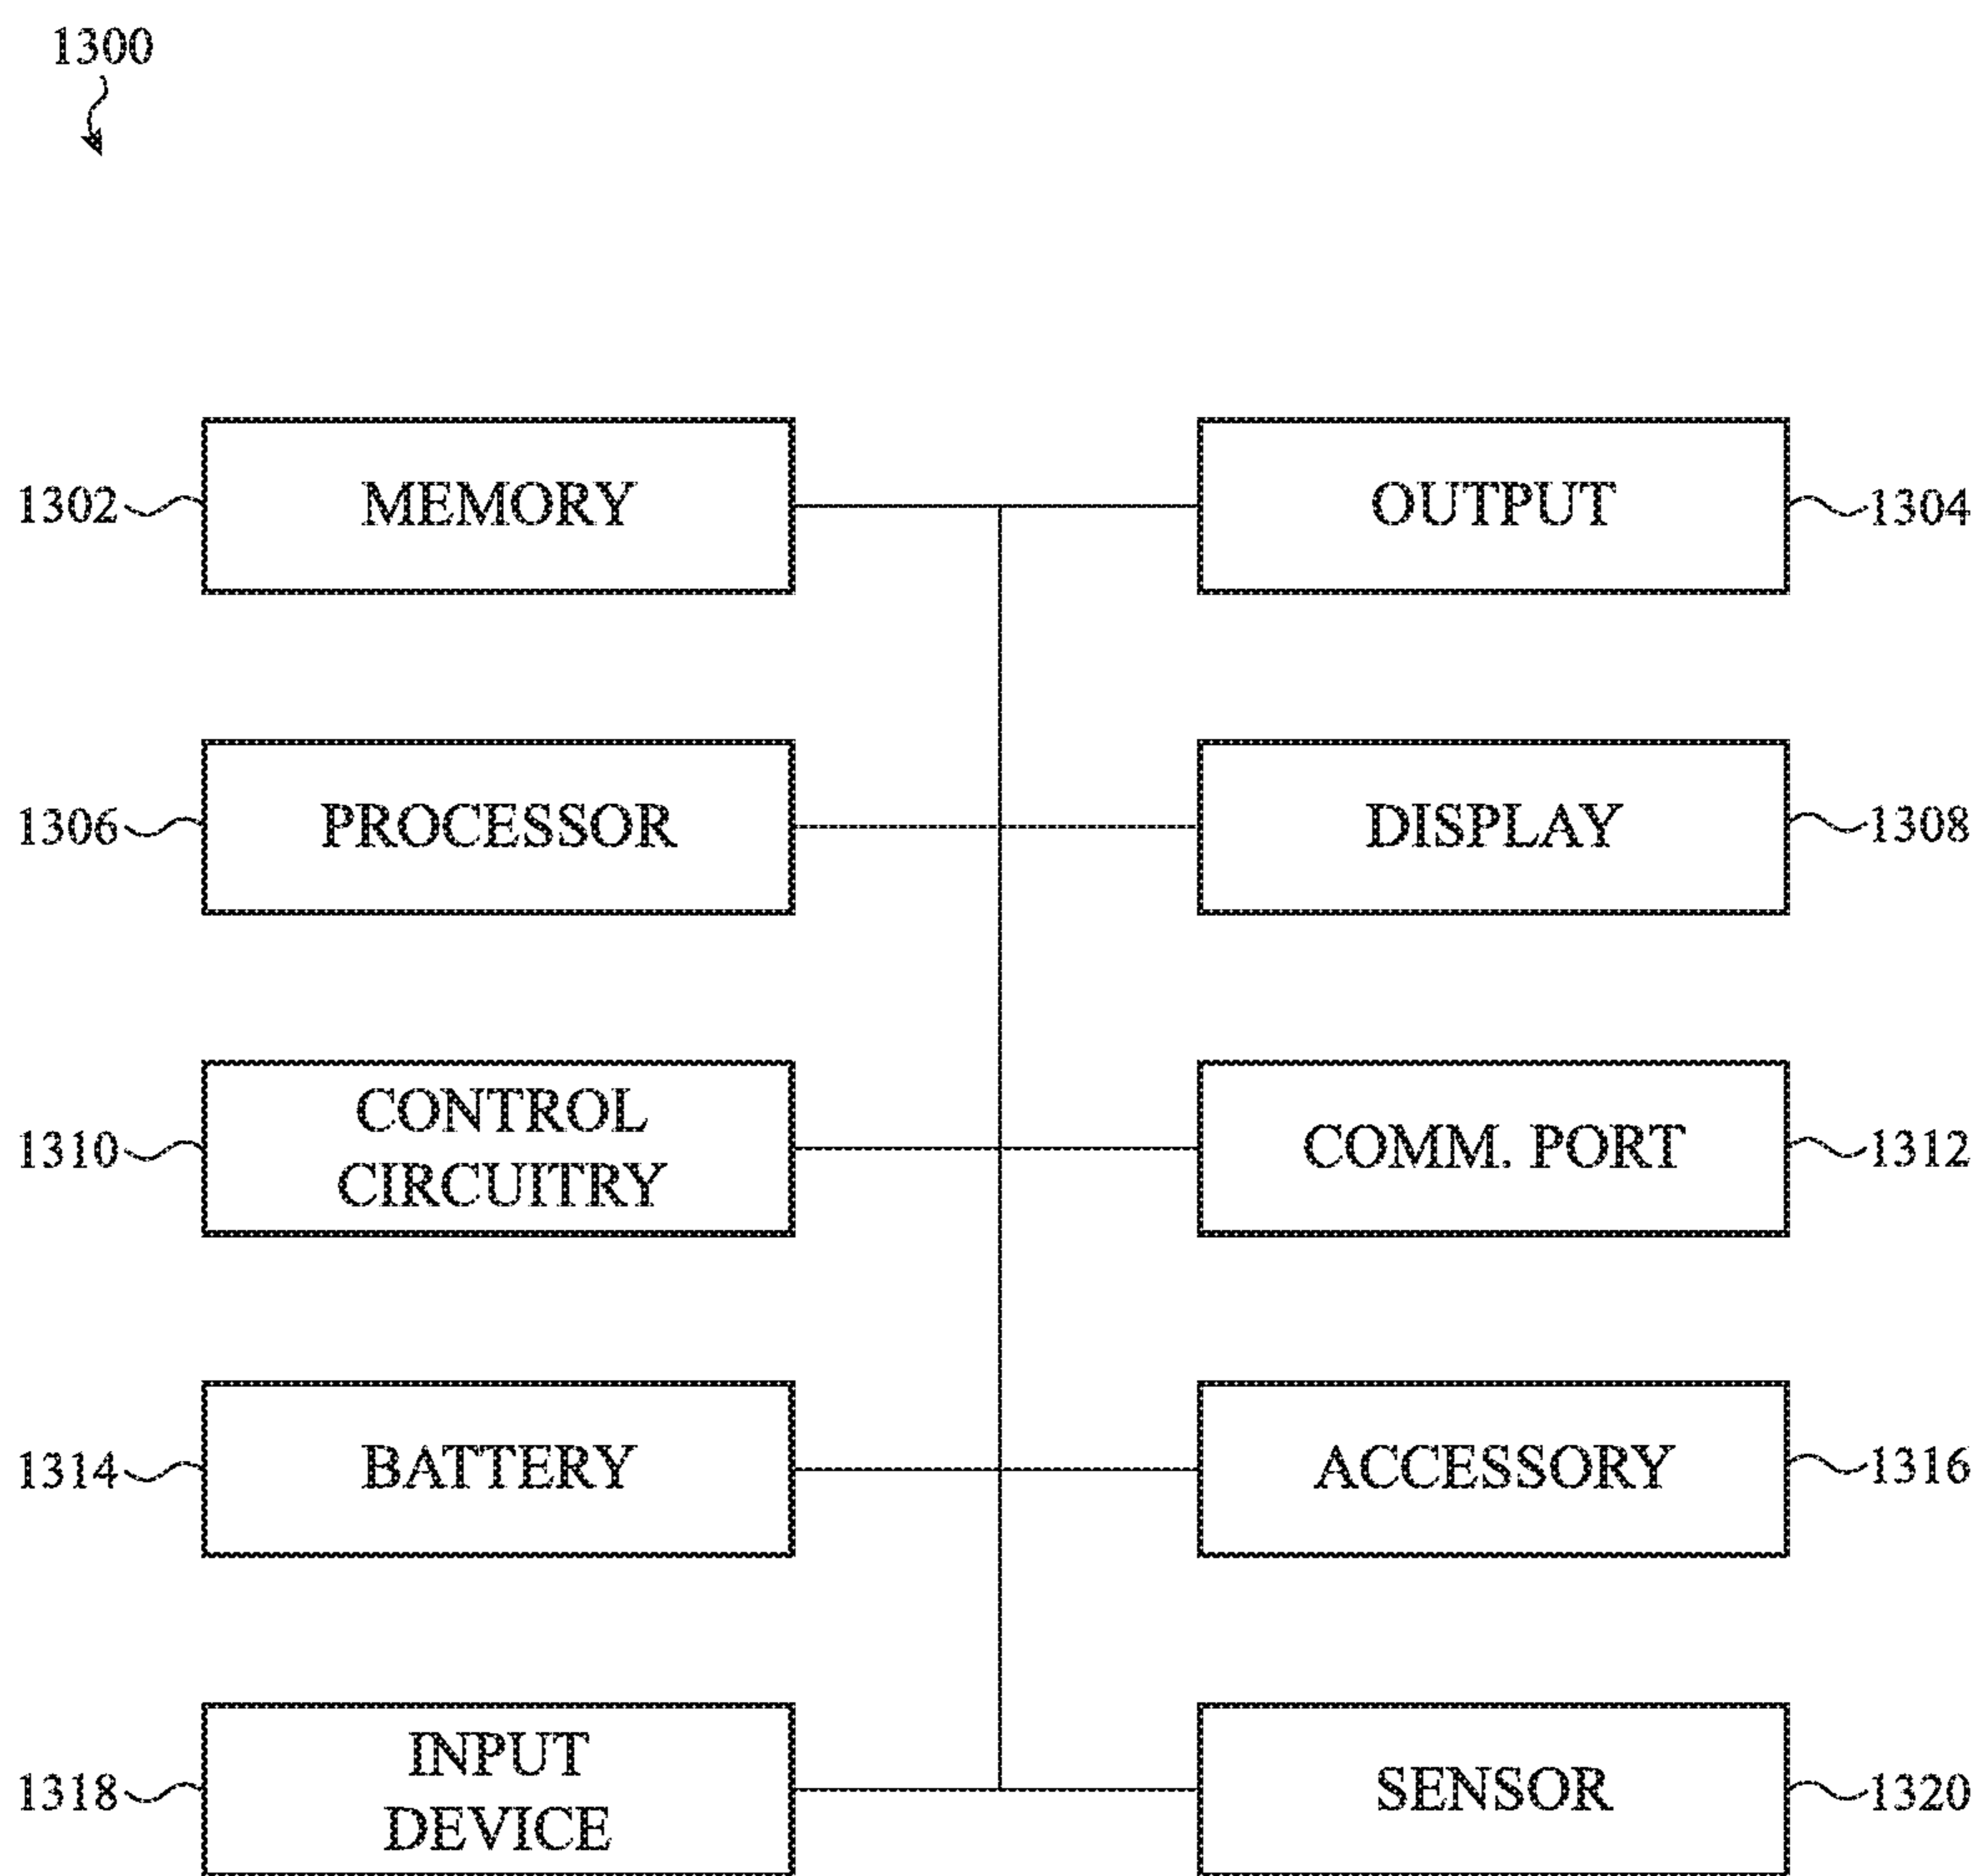 1300
1302
MEMORY
OUTPUT
1304
1306
PROCESSOR
DISPLAY
1308
1310
CONTROL
CIRCUITRY
COMM. PORT
1312
1314
BATTERY
ACCESSORY
1316
1318
INPUT
DEVICE
SENSOR
1320